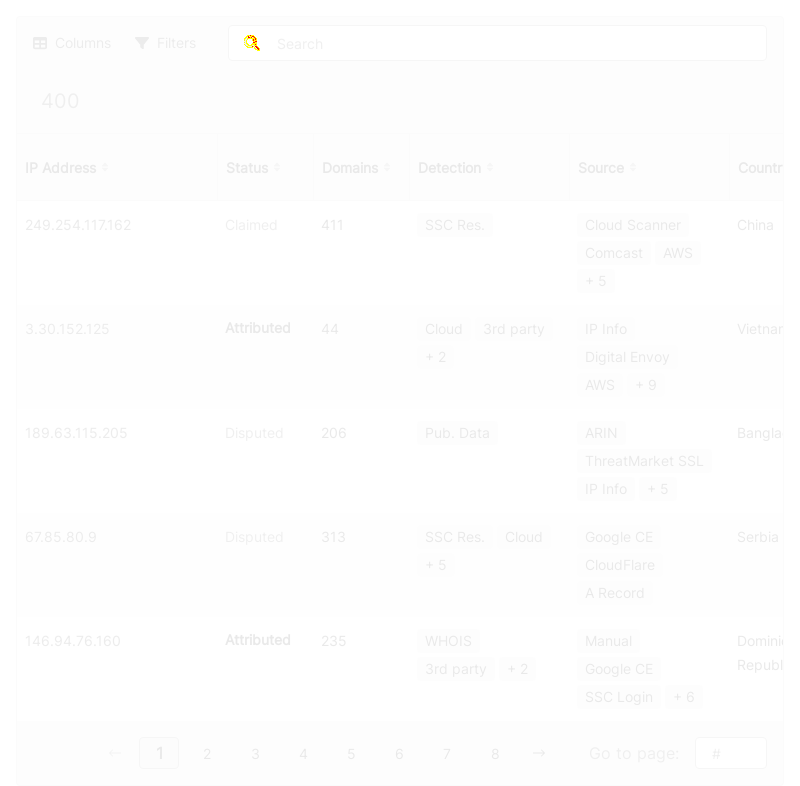 Columns Filters Search
400
IP Address Status Domains Detection Source Countr
249.254.117.162 Claimed 411 SSC Res. Cloud Scanner China
Comcast AWS
+ 5
3.30.152.125 Attributed 44 Cloud 3rd party IP Info Vietnar
+ 2 Digital Envoy
AWS + 9
189.63.115.205 Disputed 206 Pub. Data ARIN Bangla
ThreatMarket SSL
IP Info + 5
67.85.80.9 Disputed 313 SSC Res. Cloud Google CE Serbia
+ 5 CloudFlare
A Record
146.94.76.160 Attributed 235 WHOIS Manual Domini
3rd party + 2 Google CE Republ
SSC Login + 6
← 1 2 3 4 5 6 7 8 → Go to page: #